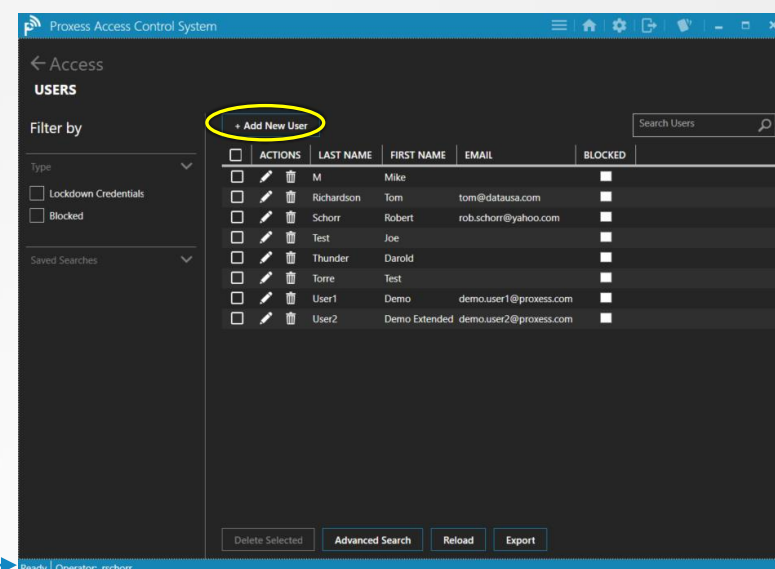 Proxess Access Control System
Access
USERS
Filter by
+ Add New User
Search Users
Type
Lockdown Credentials
Blocked
Saved Searches
ACTIONS LAST NAME FIRST NAME EMAIL BLOCKED
M Mike
Richardson Tom tom@datausa.com
Schorr Robert rob.schorr@yahoo.com
Test Joe
Thunder Darold
Torre Test
User1 Demo demo.user1@proxess.com
User2 Demo Extended demo.user2@proxess.com
Delete Selected Advanced Search Reload Export
Ready Operator: rschorr